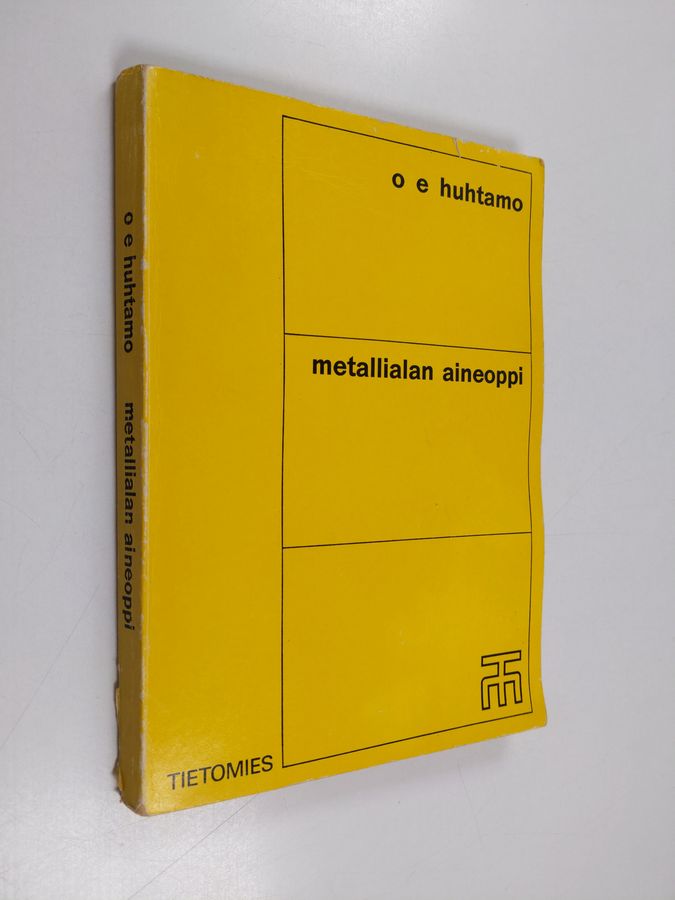 o e huhtamo
metallialan aineoppi
TIETOMIES
o e huhtamo metallialan aineoppi